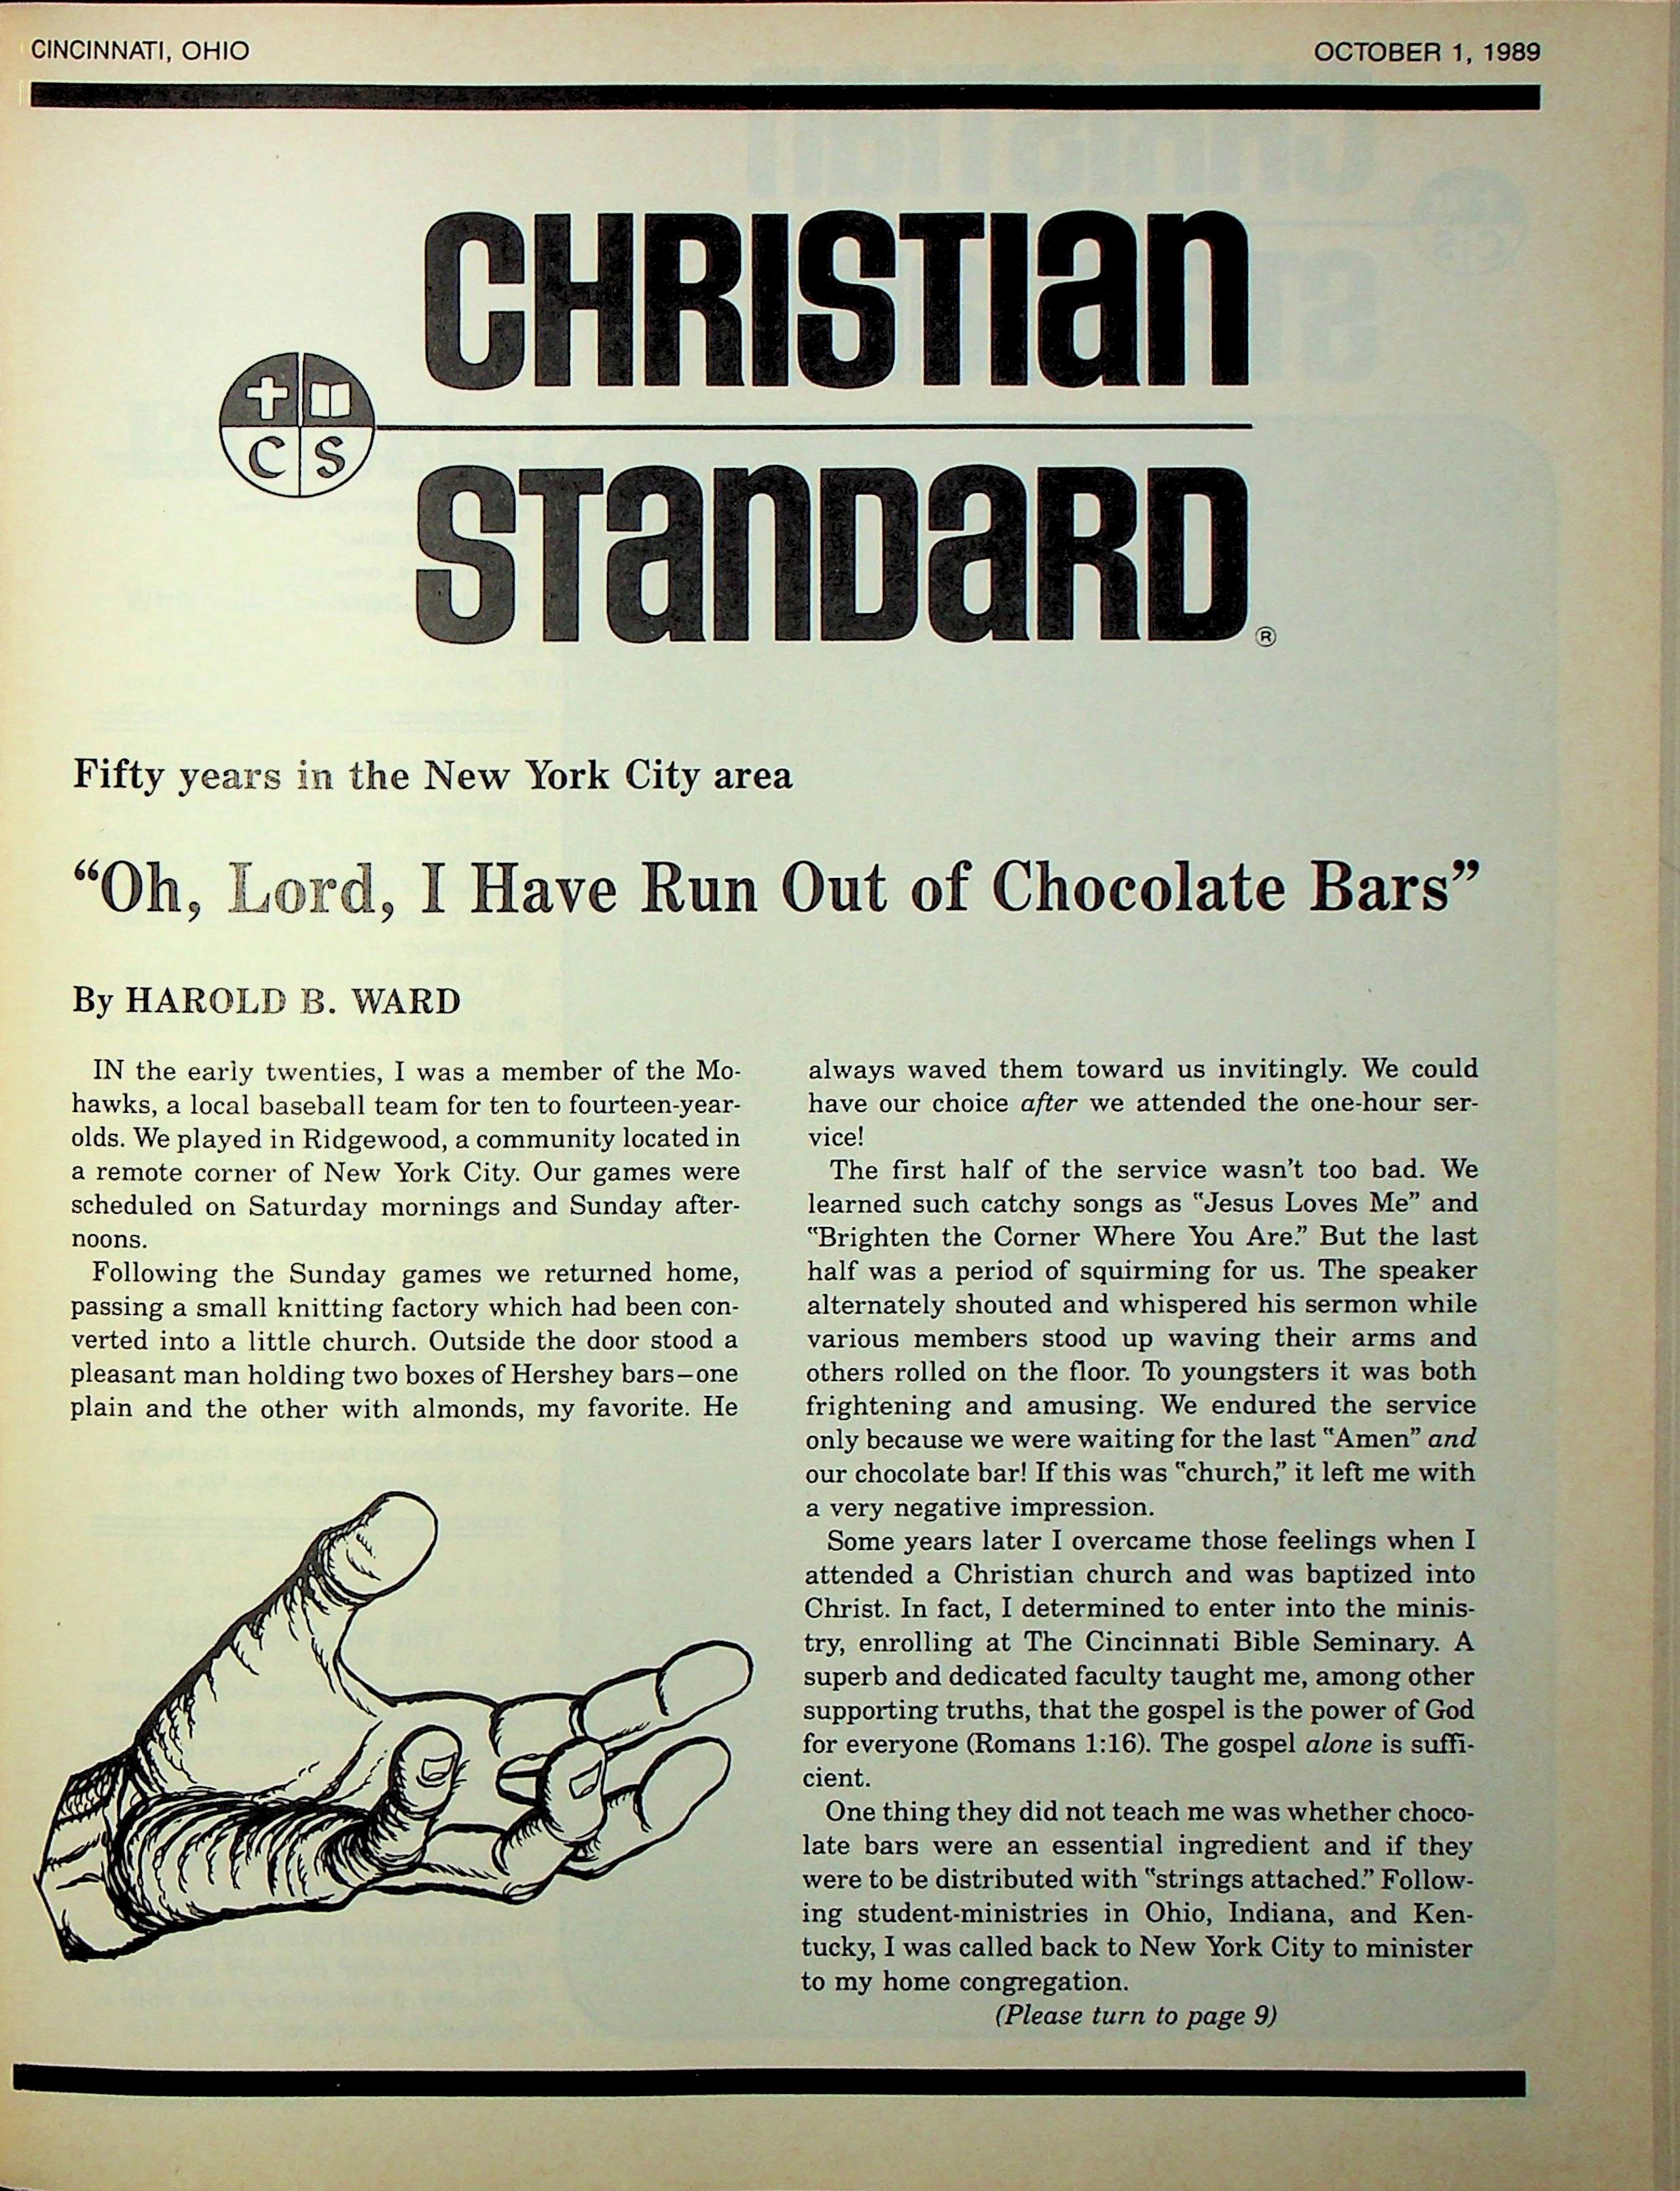 CINCINNATI, OHIO
OCTOBER 1, 1989
CHRISTIan
C S
STanDaRD®
Fifty years in the New York City area
“Oh, Lord, I Have Run Out of Chocolate Bars”
By HAROLD B. WARD
IN the early twenties, I was a member of the Mo-
hawks, a local baseball team for ten to fourteen-year-
olds. We played in Ridgewood, a community located in
a remote corner of New York City. Our games were
scheduled on Saturday mornings and Sunday after-
noons.
Following the Sunday games we returned home,
passing a small knitting factory which had been con-
verted into a little church. Outside the door stood a
pleasant man holding two boxes of Hershey bars—one
plain and the other with almonds, my favorite. He
always waved them toward us invitingly. We could
have our choice after we attended the one-hour ser-
vice!
The first half of the service wasn't too bad. We
learned such catchy songs as "Jesus Loves Me" and
"Brighten the Corner Where You Are." But the last
half was a period of squirming for us. The speaker
alternately shouted and whispered his sermon while
various members stood up waving their arms and
others rolled on the floor. To youngsters it was both
frightening and amusing. We endured the service
only because we were waiting for the last "Amen" and
our chocolate bar! If this was "church," it left me with
a very negative impression.
Some years later I overcame those feelings when I
attended a Christian church and was baptized into
Christ. In fact, I determined to enter into the minis-
try, enrolling at The Cincinnati Bible Seminary. A
superb and dedicated faculty taught me, among other
supporting truths, that the gospel is the power of God
for everyone (Romans 1:16). The gospel alone is suffi-
cient.
One thing they did not teach me was whether choco-
late bars were an essential ingredient and if they
were to be distributed with "strings attached." Follow-
ing student-ministries in Ohio, Indiana, and Ken-
tucky, I was called back to New York City to minister
to my home congregation.
(Please turn to page 9)